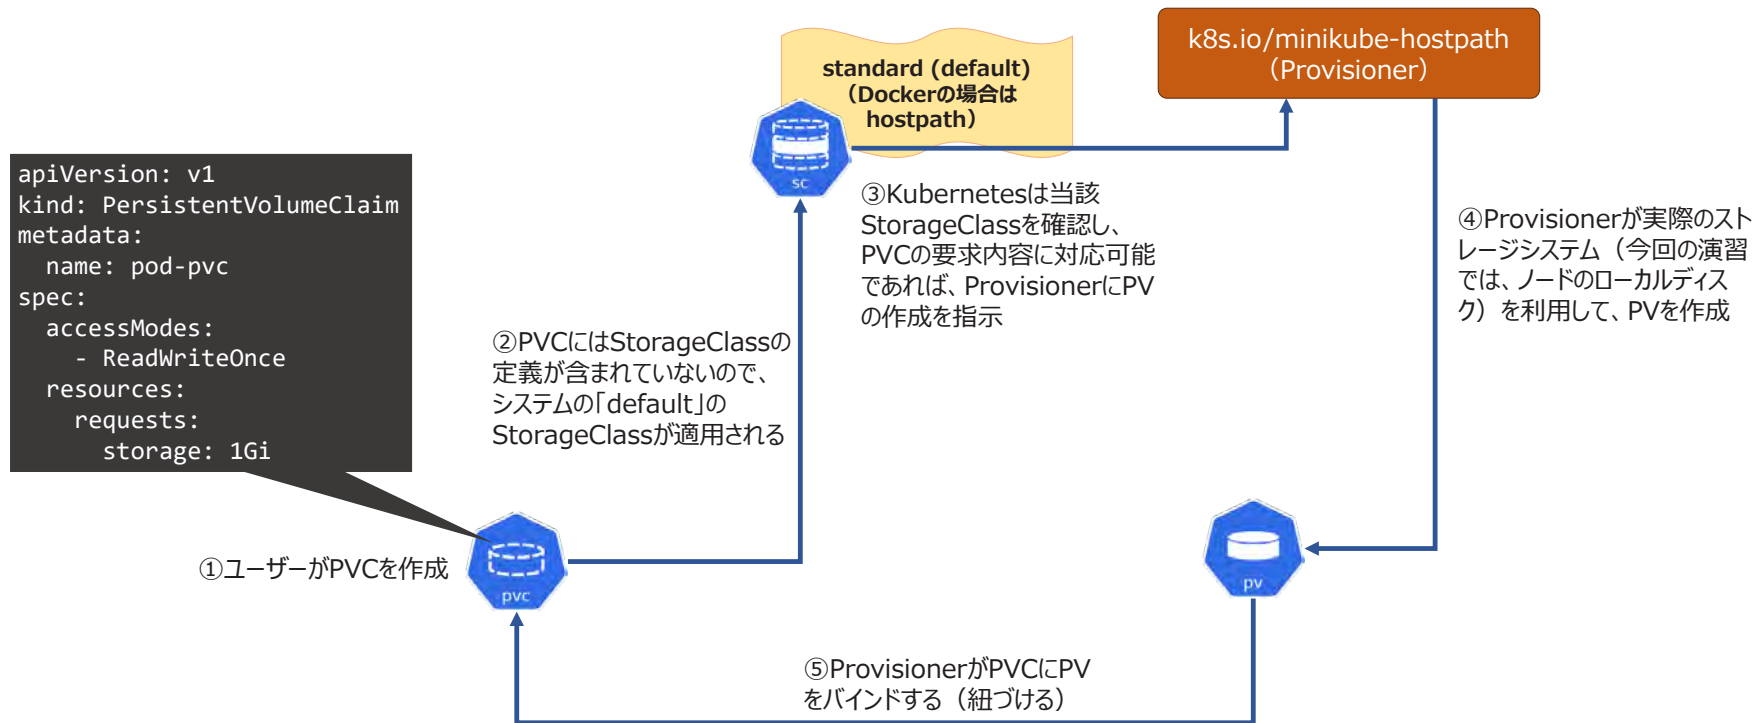 k8s.io/minikube-hostpath
（Provisioner）
standard (default)
（Dockerの場合は
hostpath）
sc
apiVersion: v1
kind: PersistentVolumeClaim
metadata:
  name: pod-pvc
spec:
  accessModes:
    - ReadWriteOnce
  resources:
    requests:
      storage: 1Gi
①ユーザーがPVCを作成
pvc
②PVCにはStorageClassの
定義が含まれていないので、
システムの「default」の
StorageClassが適用される
③Kubernetesは当該
StorageClassを確認し、
PVCの要求内容に対応可能
であれば、ProvisionerにPV
の作成を指示
④Provisionerが実際のスト
レージシステム（今回の演習
では、ノードのローカルディス
ク）を利用して、PVを作成
pv
⑤ProvisionerがPVCにPV
をバインドする（紐づける）